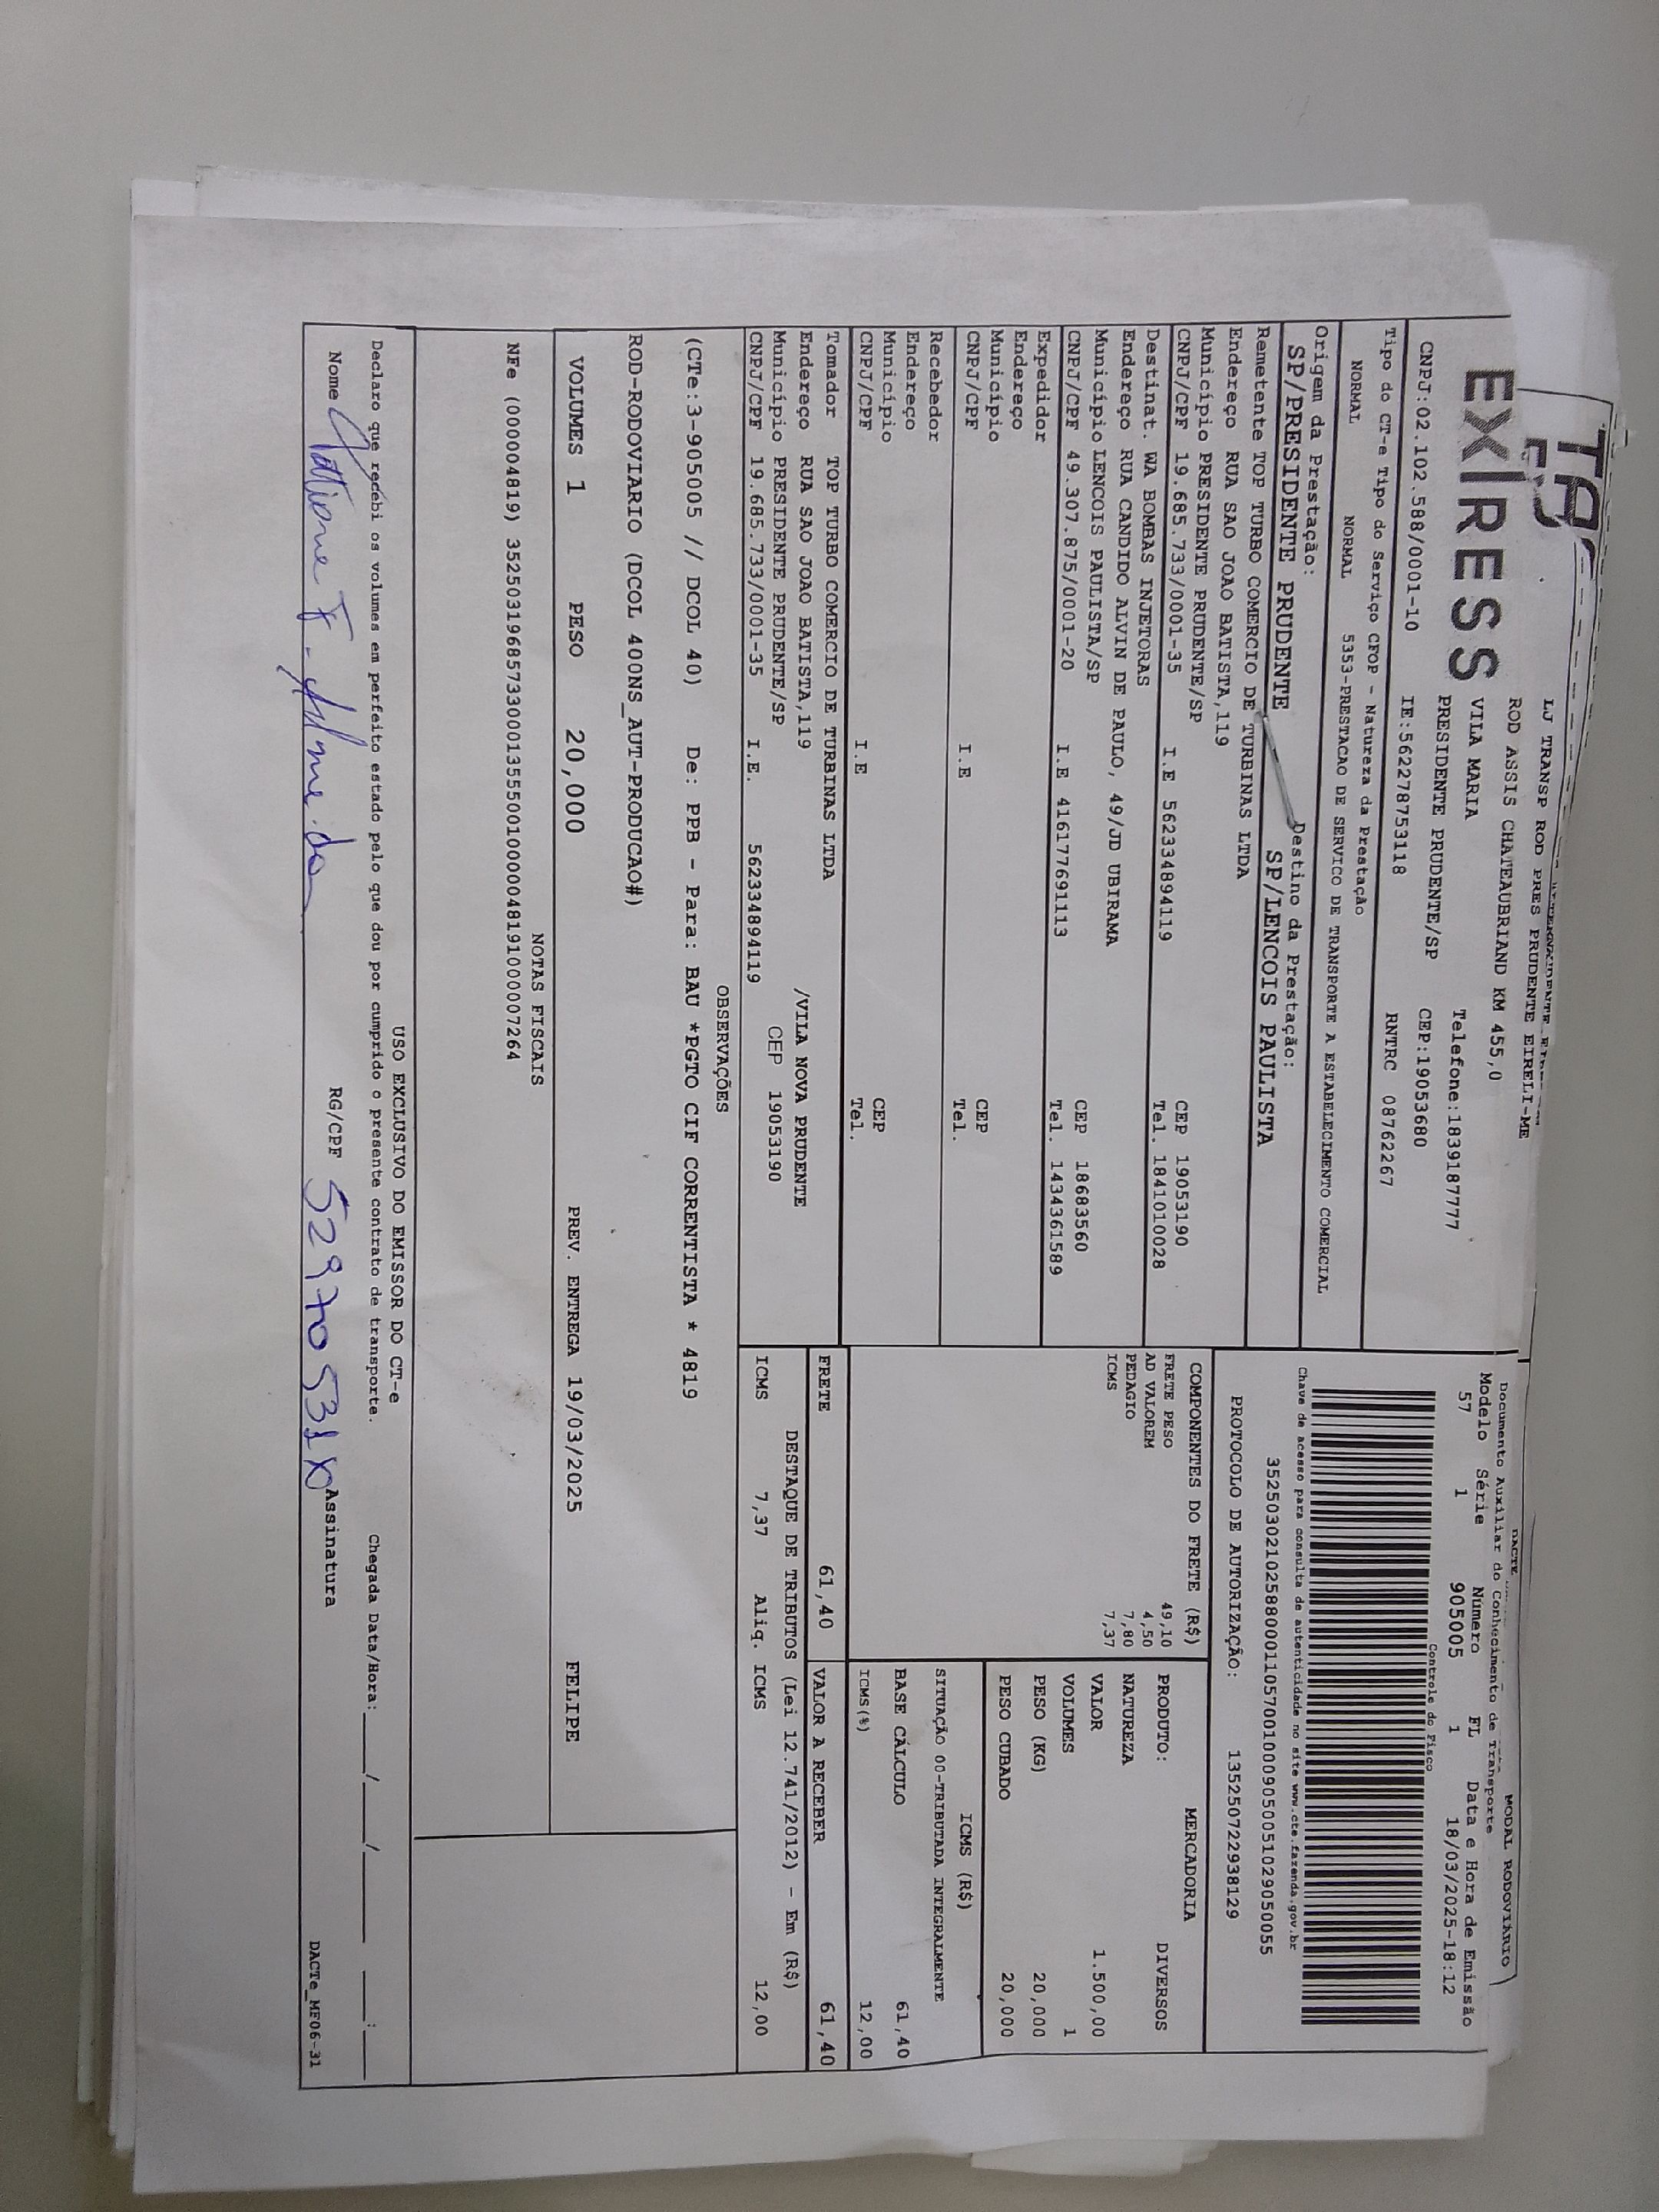 EX|RESS
LJ TRANSP ROD PRES PRUDENTE EIRELI-ME
ROD ASSIS CHATEAUBRIAND KM 455,0
VILA MARIA Telefone:1839187777
PRESIDENTE PRUDENTE/SP CEP:19053680
CNPJ:02.102.588/0001-10 IE:562278753118 RNTRC 08762267
Tipo do CT-e Tipo do Serviço CFOP - Natureza da Prestação
NORMAL NORMAL 5353-PRESTACAO DE SERVICO DE TRANSPORTE A ESTABELECIMENTO COMERCIAL
Origem da Prestação: Destino da Prestação:
SP/PRESIDENTE PRUDENTE SP/LENCOIS PAULISTA
DACTE MODAL RODOVIÁRIO
Documento Auxiliar do Conhecimento de Transporte
Modelo Série Número FL Data e Hora de Emissão
57 1 905005 1 18/03/2025-18:12
Controle do Fisco
Chave de acesso para consulta de autenticidade no site www.cte.fazenda.gov.br
35250302102588000110570010009050051029050055
PROTOCOLO DE AUTORIZAÇÃO: 135250722938129
Remetente TOP TURBO COMERCIO DE TURBINAS LTDA
Endereço RUA SAO JOAO BATISTA,119
Município PRESIDENTE PRUDENTE/SP CEP 19053190
CNPJ/CPF 19.685.733/0001-35 I.E 562334894119 Tel. 1841010028
Destinat. WA BOMBAS INJETORAS
Endereço RUA CANDIDO ALVIN DE PAULO, 49/JD UBIRAMA
Município LENCOIS PAULISTA/SP CEP 18683560
CNPJ/CPF 49.307.875/0001-20 I.E 416177691113 Tel. 1434361589
Expedidor
Endereço
Município CEP
CNPJ/CPF I.E Tel.
Recebedor
Endereço
Município CEP
CNPJ/CPF I.E Tel.
Tomador TOP TURBO COMERCIO DE TURBINAS LTDA
Endereço RUA SAO JOAO BATISTA,119 /VILA NOVA PRUDENTE
Município PRESIDENTE PRUDENTE/SP CEP 19053190
CNPJ/CPF 19.685.733/0001-35 I.E. 562334894119
COMPONENTES DO FRETE (R$)
FRETE PESO 49,10
AD VALOREM 4,50
PEDAGIO 7,80
ICMS 7,37
MERCADORIA
PRODUTO: DIVERSOS
NATUREZA
VALOR 1.500,00
VOLUMES 1
PESO (KG) 20,000
PESO CUBADO 20,000
ICMS (R$)
SITUAÇÃO 00-TRIBUTADA INTEGRALMENTE
BASE CÁLCULO 61,40
ICMS(%) 12,00
FRETE 61,40 VALOR A RECEBER 61,40
DESTAQUE DE TRIBUTOS (Lei 12.741/2012) - Em (R$)
ICMS 7,37 Aliq. ICMS 12,00
OBSERVAÇÕES
(CTe:3-905005 // DCOL 40) De: PPB - Para: BAU *PGTO CIF CORRENTISTA * 4819
ROD-RODOVIARIO (DCOL 400NS_AUT-PRODUCAO#)
VOLUMES 1 PESO 20,000 PREV. ENTREGA 19/03/2025 FELIPE
NOTAS FISCAIS
NFe (000004819) 35250319685733000135550010000048191000007264
USO EXCLUSIVO DO EMISSOR DO CT-e
Declaro que recebi os volumes em perfeito estado pelo que dou por cumprido o presente contrato de transporte. Chegada Data/Hora: ___/___/_____ ___:___
Nome RG/CPF Assinatura
DACTe_MF06-31